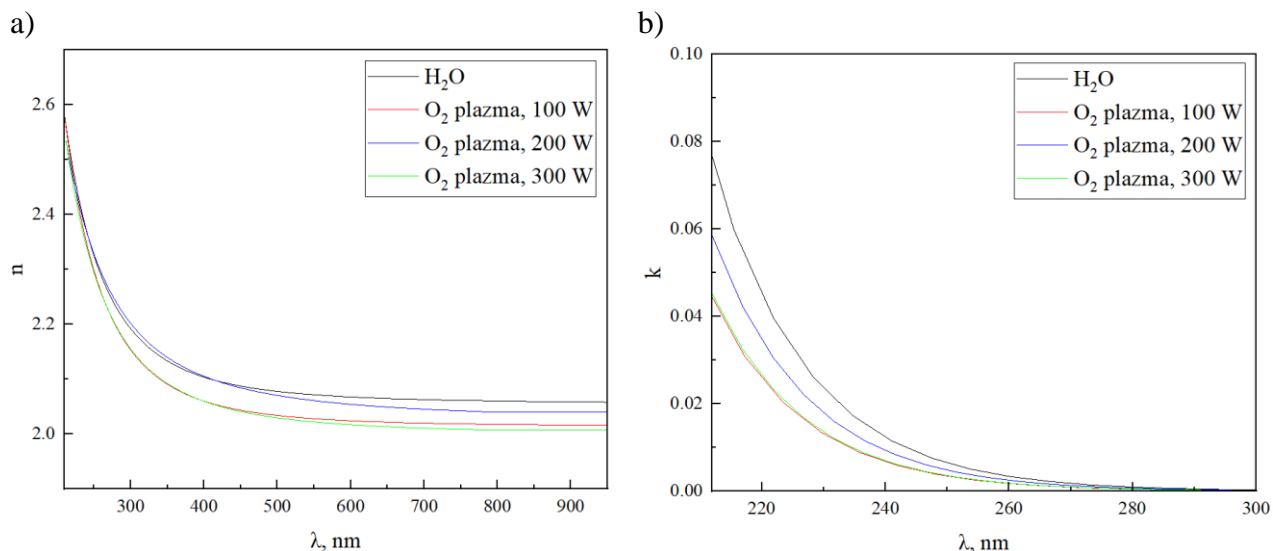 a)
n
2.6
2.4
2.2
2.0
300 400 500 600 700 800 900
λ, nm
H₂O
O₂ plazma, 100 W
O₂ plazma, 200 W
O₂ plazma, 300 W
b)
k
0.10
0.08
0.06
0.04
0.02
0.00
220 240 260 280 300
λ, nm
H₂O
O₂ plazma, 100 W
O₂ plazma, 200 W
O₂ plazma, 300 W